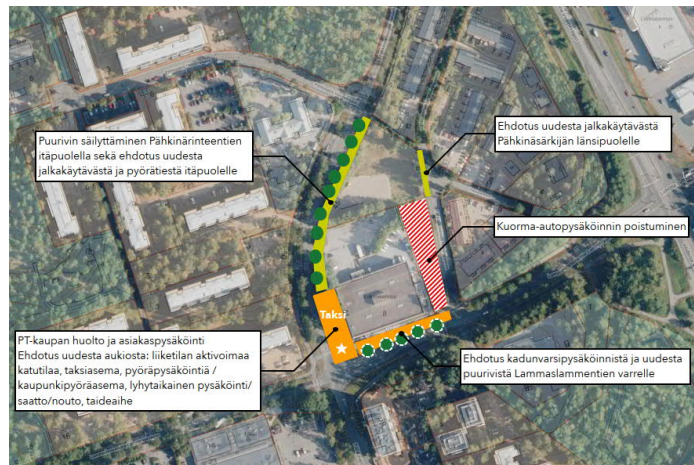 Puurivin säilyttäminen Pähkinärinteentien
itäpuolella sekä ehdotus uudesta
jalkakäytävästä ja pyörätiestä itäpuolelle
Ehdotus uudesta jalkakäytävästä
Pähkinäsärkijän länsipuolelle
Kuorma-autopysäköinnin poistuminen
Taksi
PT-kaupan huolto ja asiakaspysäköinti
Ehdotus uudesta aukiosta: liiketilan aktivoimaa
katutilaa, taksiasema, pyöräpysäköintiä /
kaupunkipyöräasema, lyhytaikainen pysäköinti/
saatto/nouto, taideaihe
Ehdotus kadunvarsipysäköinnistä ja uudesta
puurivistä Lammaslammentien varrelle